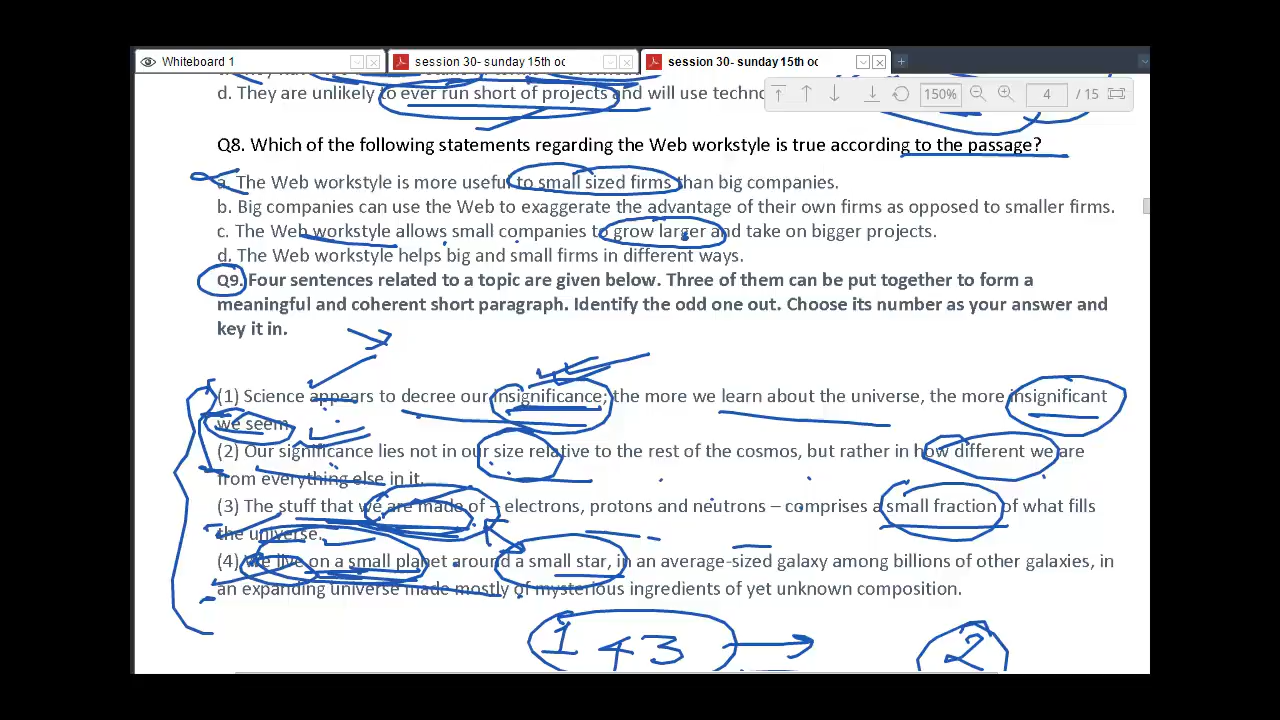 Whiteboard 1
session 30- sunday 15th oc
session 30- sunday 15th oc
d. They are unlikely to ever run short of projects and will use techno
150%
4
/ 15
Q8. Which of the following statements regarding the Web workstyle is true according to the passage?
a. The Web workstyle is more useful to small sized firms than big companies.
b. Big companies can use the Web to exaggerate the advantage of their own firms as opposed to smaller firms.
c. The Web workstyle allows small companies to grow larger and take on bigger projects.
d. The Web workstyle helps big and small firms in different ways.
Q9. Four sentences related to a topic are given below. Three of them can be put together to form a
meaningful and coherent short paragraph. Identify the odd one out. Choose its number as your answer and
key it in.
(1) Science appears to decree our insignificance; the more we learn about the universe, the more insignificant
we seem.
(2) Our significance lies not in our size relative to the rest of the cosmos, but rather in how different we are
from everything else in it.
(3) The stuff that we are made of – electrons, protons and neutrons – comprises a small fraction of what fills
the universe.
(4) We live on a small planet around a small star, in an average-sized galaxy among billions of other galaxies, in
an expanding universe made mostly of mysterious ingredients of yet unknown composition.
1 4 3
2